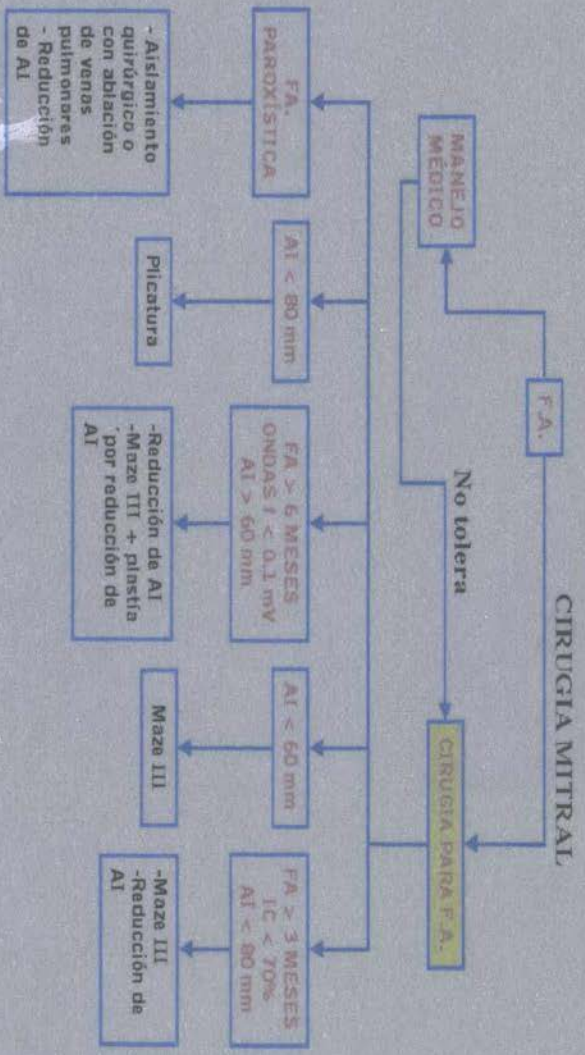 CIRUGIA MITRAL
F.A.
MANEJO
MÉDICO
No tolera
CIRUGIA PARA F.A.
FA.
PAROXÍSTICA
AI < 80 mm
FA > 6 MESES
ONDAS f < 0.1 mV
AI > 60 mm
AI < 60 mm
FA > 3 MESES
IC < 70%
AI < 80 mm
- Aislamiento
quirúrgico o
con ablación
de venas
pulmonares
- Reducción
de AI
Plicatura
-Reducción de AI
-Maze III + plastía
por reducción de
AI
Maze III
-Maze III
-Reducción de
AI